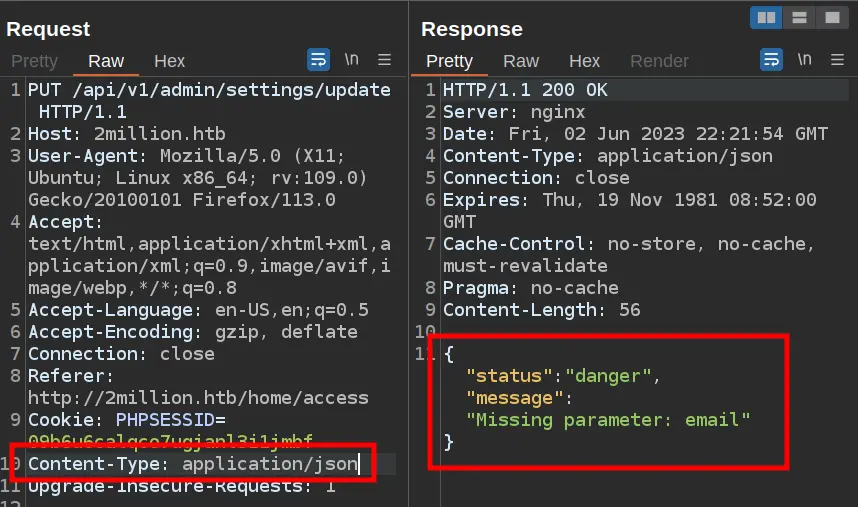 Request
Pretty Raw Hex \n
1 PUT /api/v1/admin/settings/update
HTTP/1.1
2 Host: 2million.htb
3 User-Agent: Mozilla/5.0 (X11;
Ubuntu; Linux x86_64; rv:109.0)
Gecko/20100101 Firefox/113.0
4 Accept:
text/html,application/xhtml+xml,a
pplication/xml;q=0.9,image/avif,i
mage/webp,*/*;q=0.8
5 Accept-Language: en-US,en;q=0.5
6 Accept-Encoding: gzip, deflate
7 Connection: close
8 Referer:
http://2million.htb/home/access
9 Cookie: PHPSESSID=
10 Content-Type: application/json
11 Upgrade-Insecure-Requests: 1
12
Response
Pretty Raw Hex Render \n
1 HTTP/1.1 200 OK
2 Server: nginx
3 Date: Fri, 02 Jun 2023 22:21:54 GMT
4 Content-Type: application/json
5 Connection: close
6 Expires: Thu, 19 Nov 1981 08:52:00
GMT
7 Cache-Control: no-store, no-cache,
must-revalidate
8 Pragma: no-cache
9 Content-Length: 56
10
11 {
"status":"danger",
"message":
"Missing parameter: email"
}